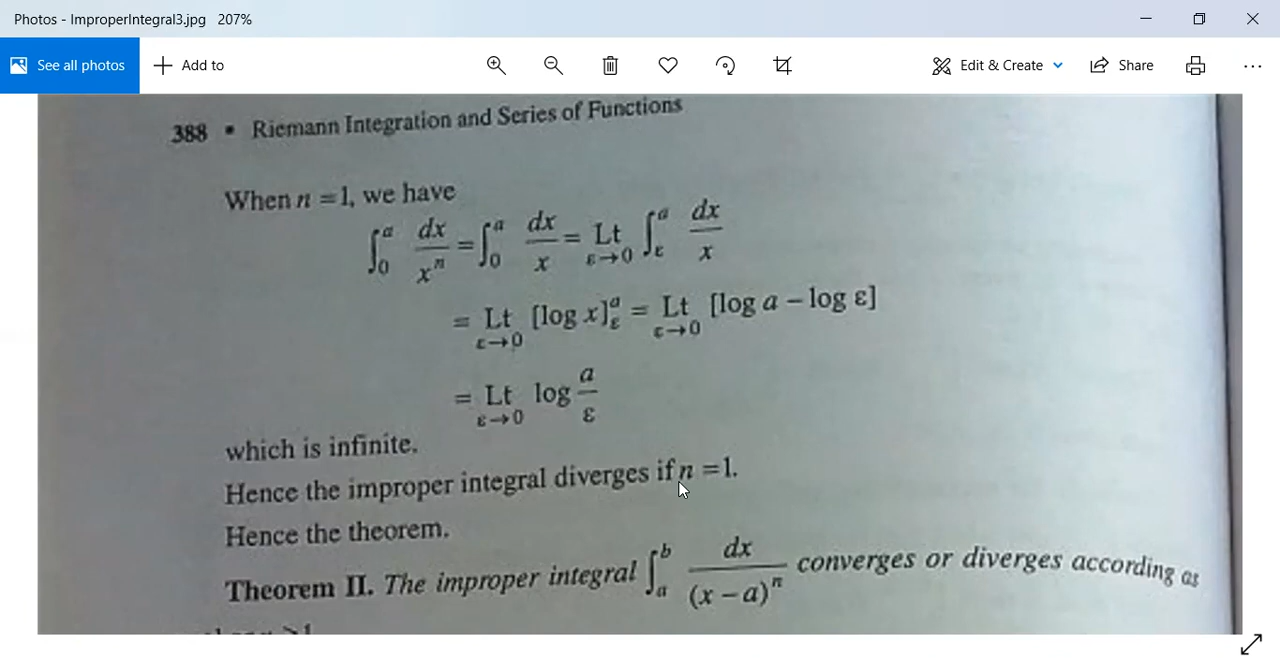 Photos - ImproperIntegral3.jpg 207%
See all photos
Add to
Edit & Create
Share
388 ▪ Riemann Integration and Series of Functions
When n = 1, we have
∫₀ᵃ dx/xⁿ = ∫₀ᵃ dx/x = Lt_{ε→0} ∫_ε^a dx/x
= Lt_{ε→0} [log x]_ε^a = Lt_{ε→0} [log a – log ε]
= Lt_{ε→0} log a/ε
which is infinite.
Hence the improper integral diverges if n = 1.
Hence the theorem.
Theorem II. The improper integral ∫_a^b dx/(x – a)ⁿ converges or diverges according as